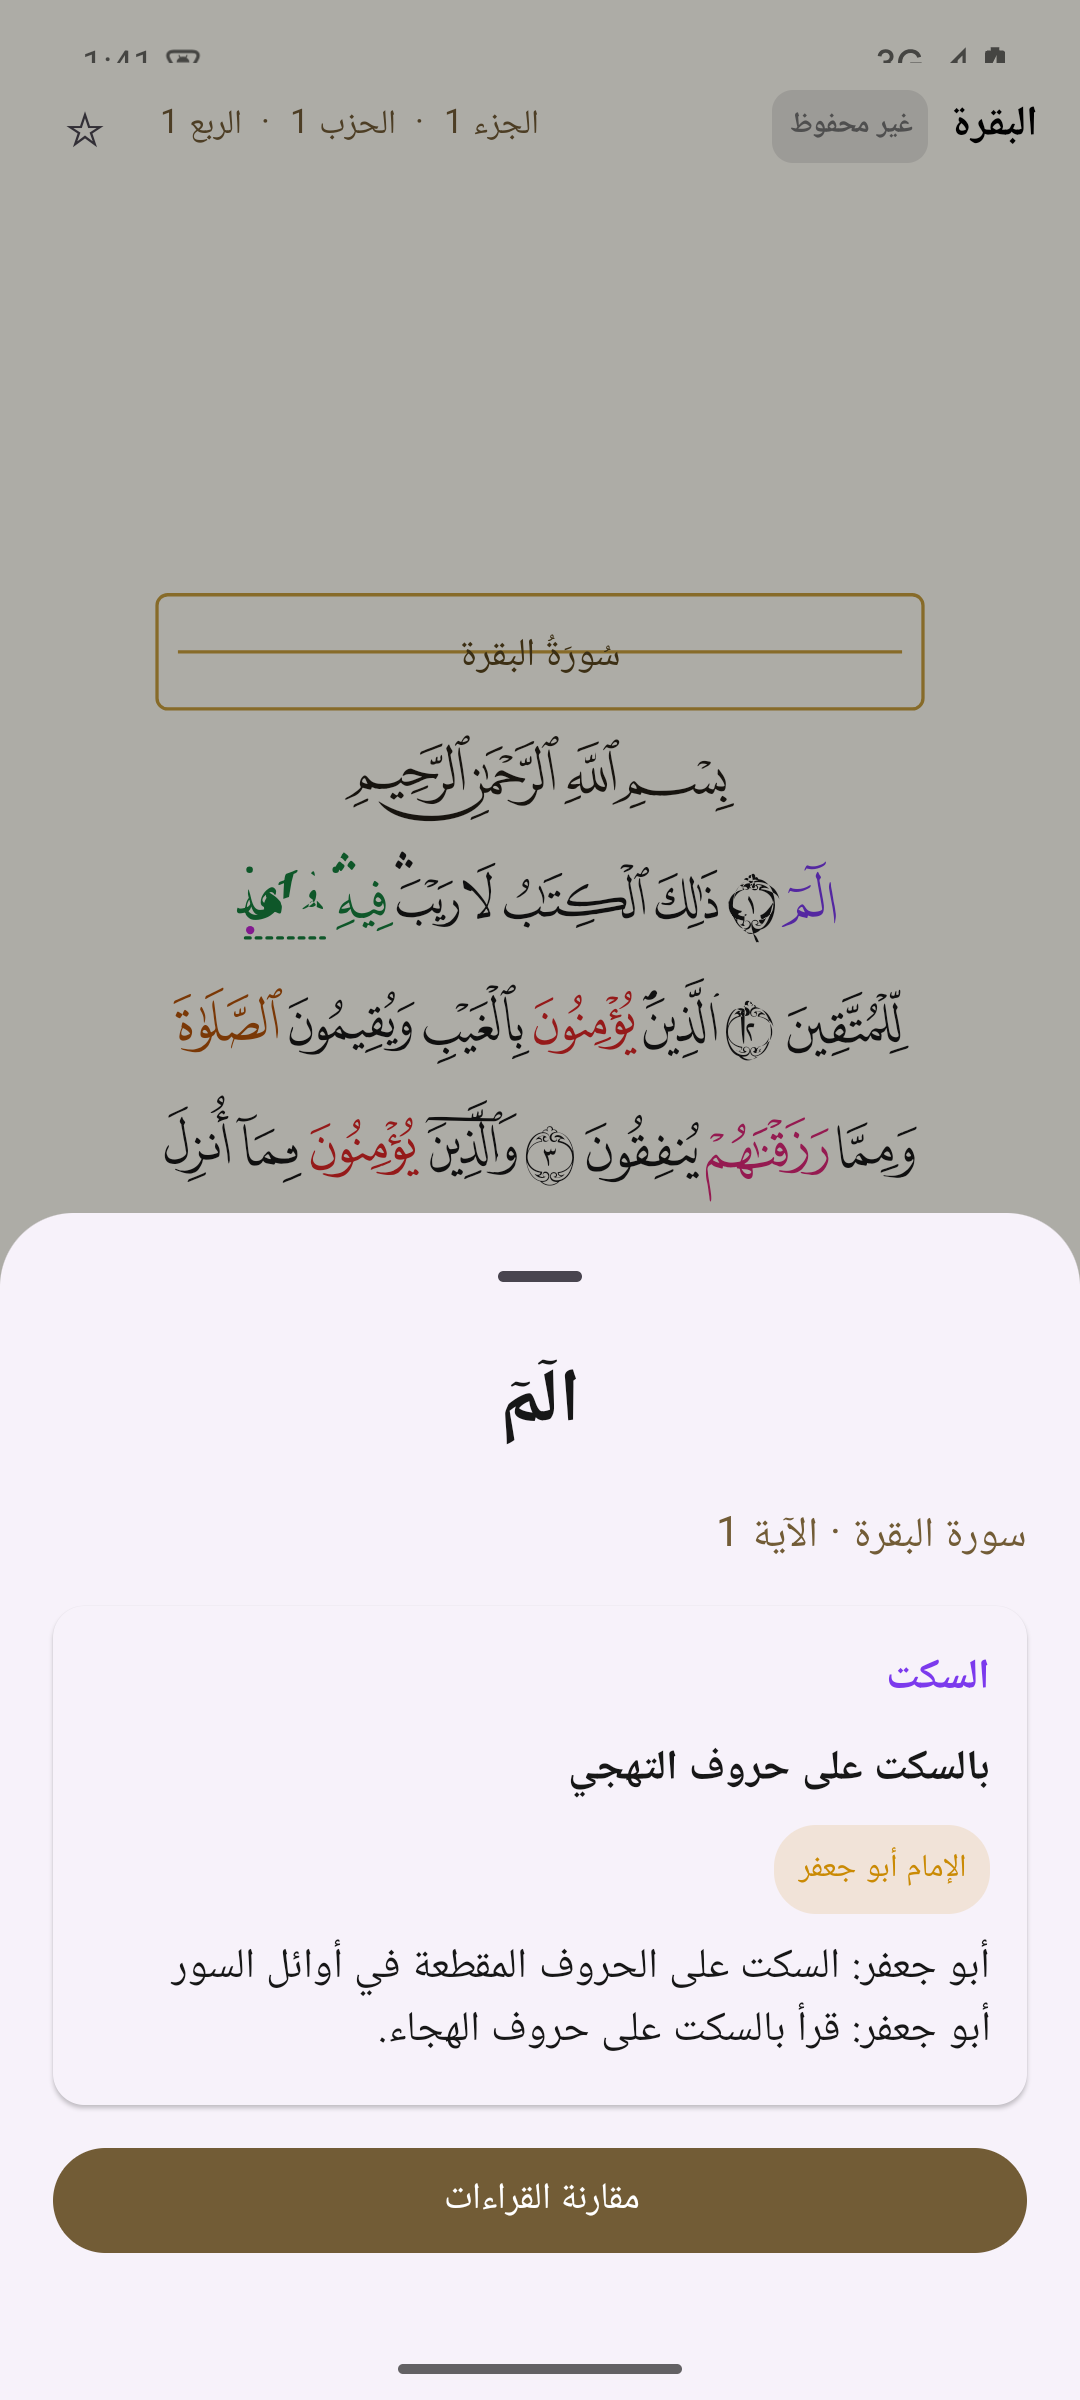 1:41 3G
البقرة غير محفوظ الجزء 1 · الحزب 1 · الربع 1
سُورَةُ البقرة
بِسْمِ ٱللَّهِ ٱلرَّحْمَٰنِ ٱلرَّحِيمِ
الٓمٓ ١ ذَٰلِكَ ٱلْكِتَٰبُ لَا رَيْبَۛ فِيهِۛ
لِّلْمُتَّقِينَ ٢ ٱلَّذِينَ يُؤْمِنُونَ بِٱلْغَيْبِ وَيُقِيمُونَ ٱلصَّلَوٰةَ
وَمِمَّا رَزَقْنَٰهُمْ يُنفِقُونَ ٣ وَٱلَّذِينَ يُؤْمِنُونَ بِمَآ أُنزِلَ
الٓمٓ
سورة البقرة · الآية 1
السكت
بالسكت على حروف التهجي
الإمام أبو جعفر
أبو جعفر: السكت على الحروف المقطعة في أوائل السور
أبو جعفر: قرأ بالسكت على حروف الهجاء.
مقارنة القراءات